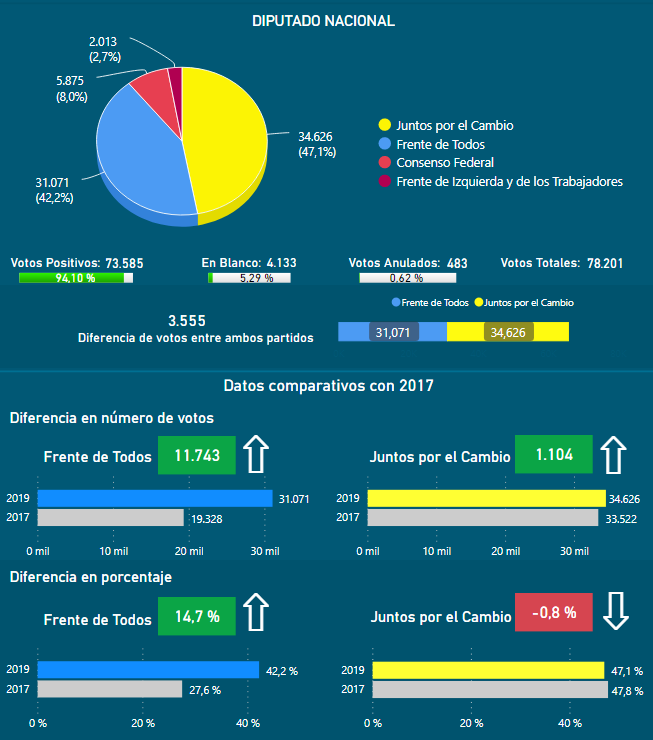 DIPUTADO NACIONAL
2.013
(2,7%)
5.875
(8,0%)
34.626
(47,1%)
31.071
(42,2%)
Juntos por el Cambio
Frente de Todos
Consenso Federal
Frente de Izquierda y de los Trabajadores
Votos Positivos: 73.585
94,10 %
En Blanco: 4.133
5,29 %
Votos Anulados: 483
0,62 %
Votos Totales: 78.201
3.555
Diferencia de votos entre ambos partidos
Frente de Todos Juntos por el Cambio
31,071 34,626
Datos comparativos con 2017
Diferencia en número de votos
Frente de Todos 11.743
2019 31.071
2017 19.328
0 mil 10 mil 20 mil 30 mil
Juntos por el Cambio 1.104
2019 34.626
2017 33.522
0 mil 10 mil 20 mil 30 mil
Diferencia en porcentaje
Frente de Todos 14,7 %
2019 42,2 %
2017 27,6 %
0 % 20 % 40 %
Juntos por el Cambio -0,8 %
2019 47,1 %
2017 47,8 %
0 % 20 % 40 %